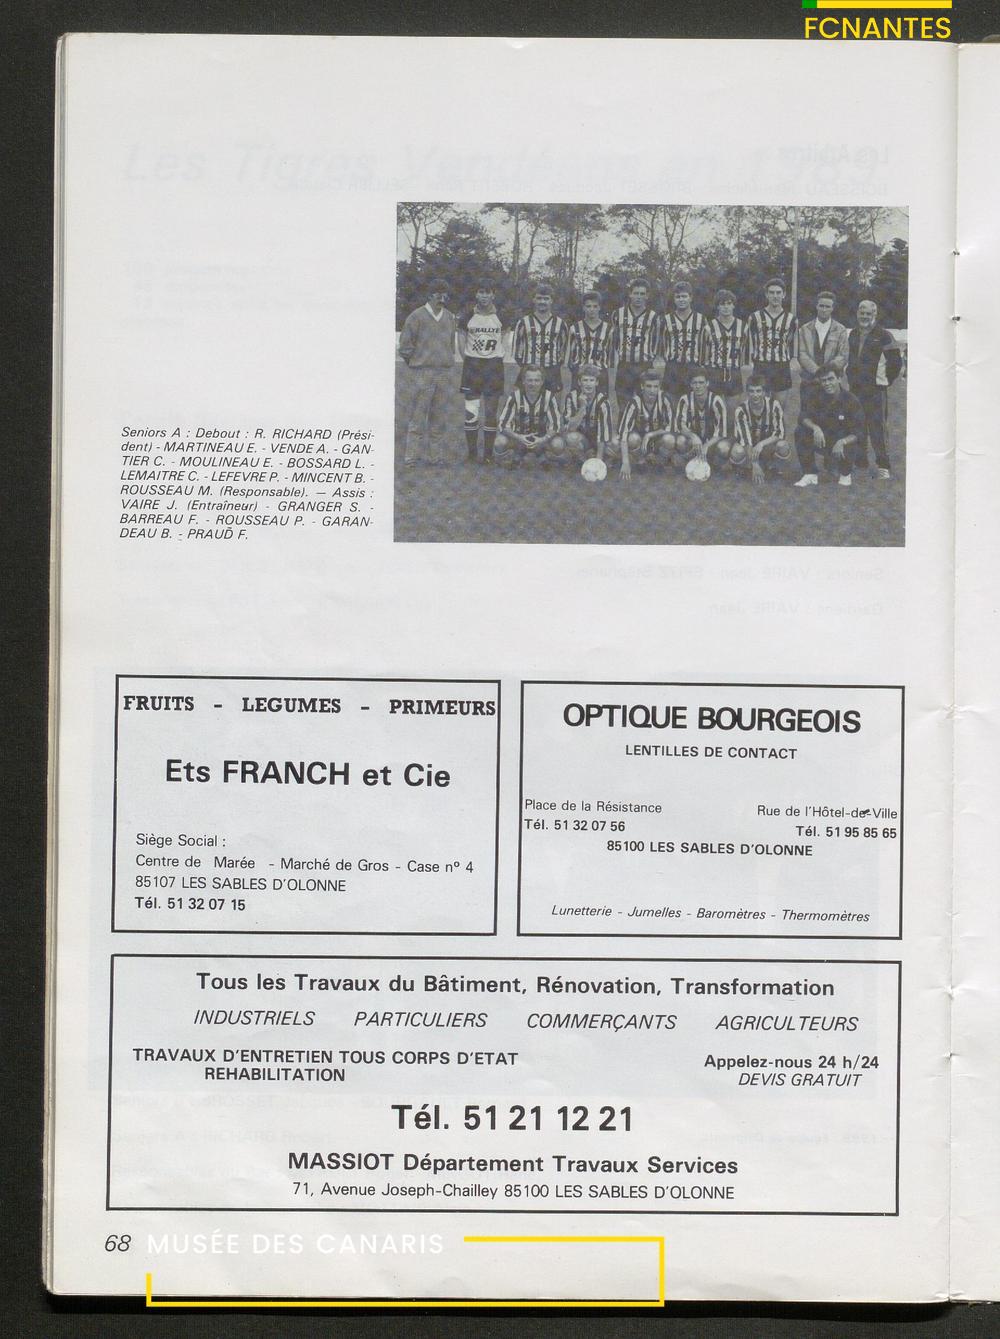 FCNANTES
RALLYE
R
Seniors A : Debout : R. RICHARD (Prési-
dent) - MARTINEAU E. - VENDE A. - GAN-
TIER C. - MOULINEAU E. - BOSSARD L. -
LEMAITRE C. - LEFEVRE P. - MINCENT B. -
ROUSSEAU M. (Responsable). — Assis :
VAIRE J. (Entraîneur) - GRANGER S. -
BARREAU F. - ROUSSEAU P. - GARAN-
DEAU B. - PRAUD F.
FRUITS - LEGUMES - PRIMEURS
Ets FRANCH et Cie
Siège Social :
Centre de Marée - Marché de Gros - Case nº 4
85107 LES SABLES D'OLONNE
Tél. 51 32 07 15
OPTIQUE BOURGEOIS
LENTILLES DE CONTACT
Place de la Résistance Rue de l'Hôtel-de-Ville
Tél. 51 32 07 56 Tél. 51 95 85 65
85100 LES SABLES D'OLONNE
Lunetterie - Jumelles - Baromètres - Thermomètres
Tous les Travaux du Bâtiment, Rénovation, Transformation
INDUSTRIELS PARTICULIERS COMMERÇANTS AGRICULTEURS
TRAVAUX D'ENTRETIEN TOUS CORPS D'ETAT Appelez-nous 24 h/24
REHABILITATION DEVIS GRATUIT
Tél. 51 21 12 21
MASSIOT Département Travaux Services
71, Avenue Joseph-Chailley 85100 LES SABLES D'OLONNE
68 MUSÉE DES CANARIS